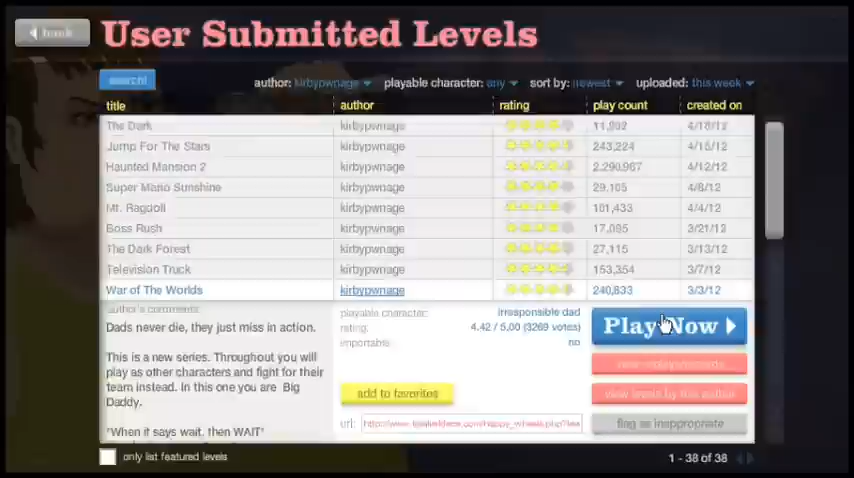 back
User Submitted Levels
search!
author: kirbypwnage playable character: any sort by: newest uploaded: this week
title author rating play count created on
The Dark kirbypwnage 4/18/12
Jump For The Stars kirbypwnage 243,224 4/15/12
Haunted Mansion 2 kirbypwnage 2,290,967 4/12/12
Super Mario Sunshine kirbypwnage 29,105 4/8/12
Mt. Ragdoll kirbypwnage 101,433 4/4/12
Boss Rush kirbypwnage 17,095 3/21/12
The Dark Forest kirbypwnage 27,115 3/13/12
Television Truck kirbypwnage 153,354 3/7/12
War of The Worlds kirbypwnage 240,833 3/3/12
author's comments:
Dads never die, they just miss in action.
This is a new series. Throughout you will
play as other characters and fight for their
team instead. In this one you are Big
Daddy.
"When it says wait, then WAIT"
playable character: irresponsible dad
rating: 4.42 / 5.00 (3269 votes)
importable: no
add to favorites
url:
Play Now
view levels by this author
flag as inappropriate
only list featured levels
1 - 38 of 38